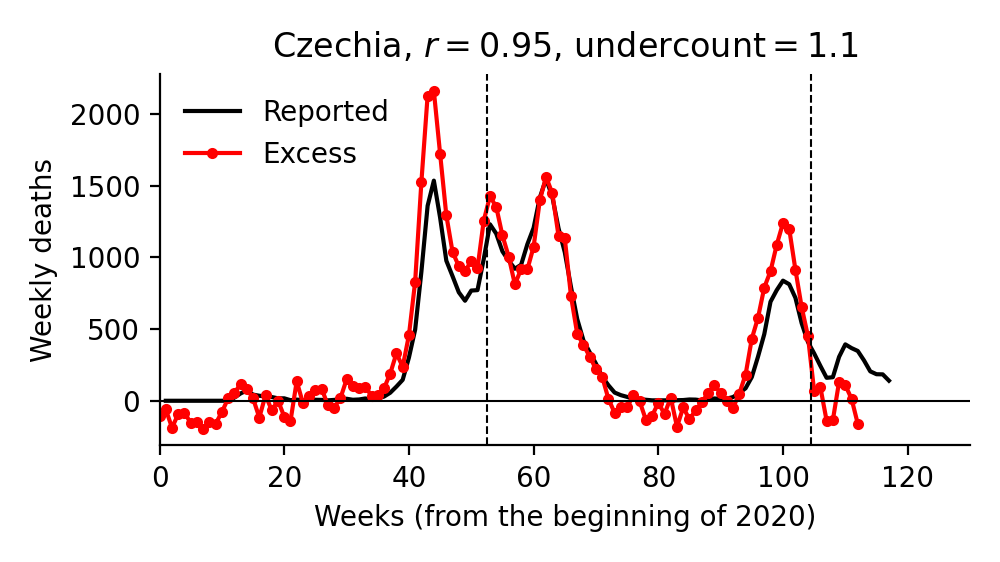 Czechia, r = 0.95, undercount = 1.1
Reported
Excess
Weekly deaths
2000
1500
1000
500
0
0 20 40 60 80 100 120
Weeks (from the beginning of 2020)